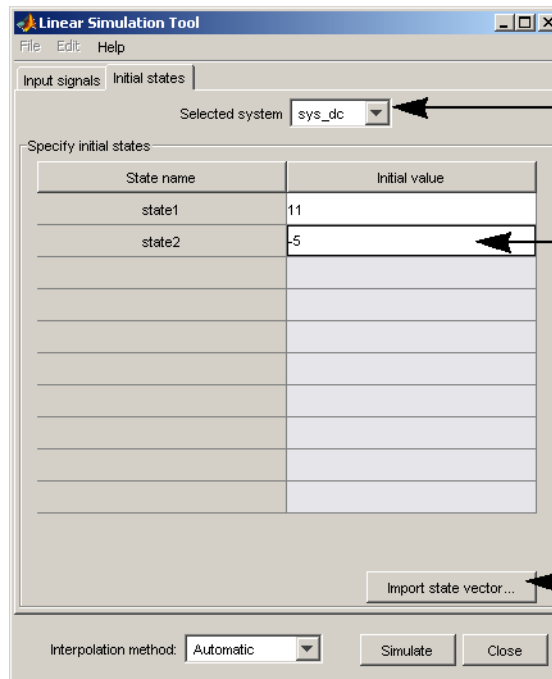 Linear Simulation Tool
File Edit Help
Input signals Initial states
Selected system sys_dc
Specify initial states
State name Initial value
state1 11
state2 -5
Import state vector...
Interpolation method: Automatic Simulate Close